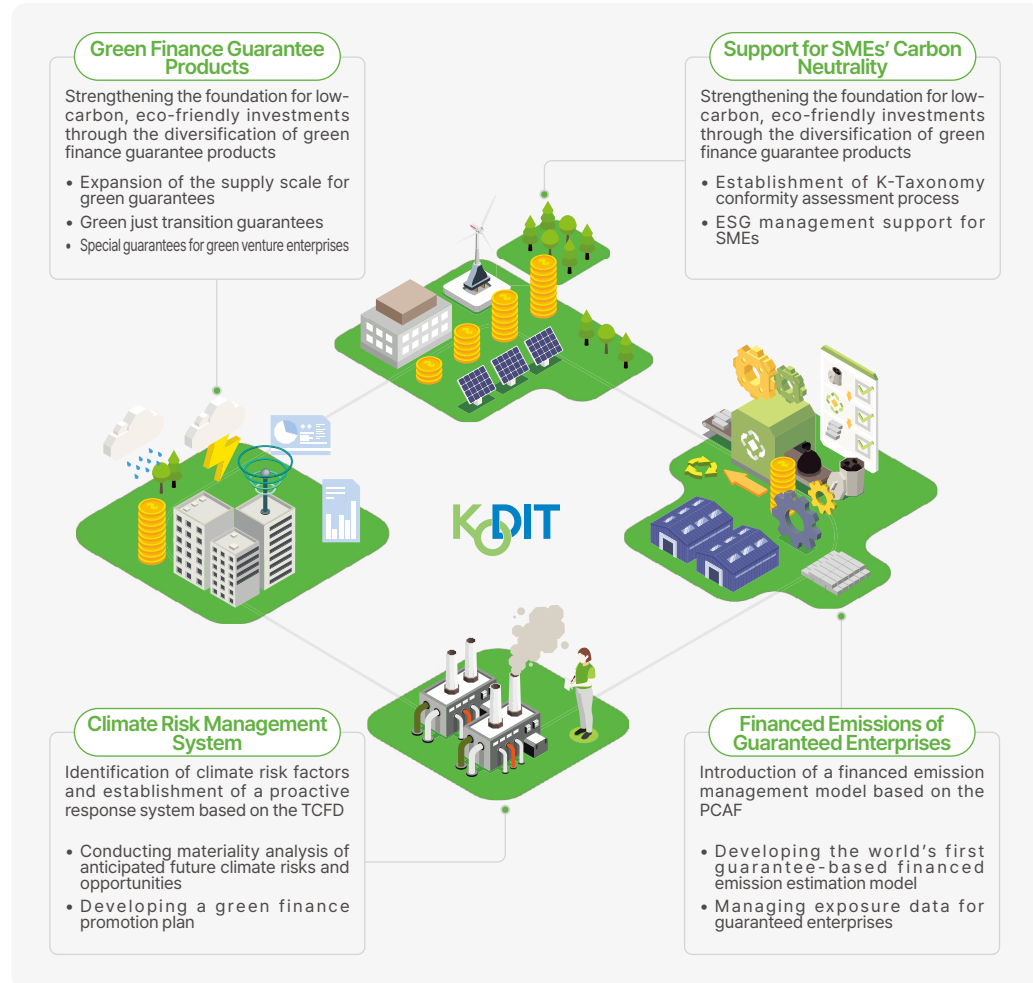 Green Finance Guarantee
Products
Strengthening the foundation for low-
carbon, eco-friendly investments
through the diversification of green
finance guarantee products
• Expansion of the supply scale for
green guarantees
• Green just transition guarantees
• Special guarantees for green venture enterprises
Support for SMEs' Carbon
Neutrality
Strengthening the foundation for low-
carbon, eco-friendly investments
through the diversification of green
finance guarantee products
• Establishment of K-Taxonomy
conformity assessment process
• ESG management support for
SMEs
KODIT
Climate Risk Management
System
Identification of climate risk factors
and establishment of a proactive
response system based on the TCFD
• Conducting materiality analysis of
anticipated future climate risks and
opportunities
• Developing a green finance
promotion plan
Financed Emissions of
Guaranteed Enterprises
Introduction of a financed emission
management model based on the
PCAF
• Developing the world's first
guarantee-based financed
emission estimation model
• Managing exposure data for
guaranteed enterprises